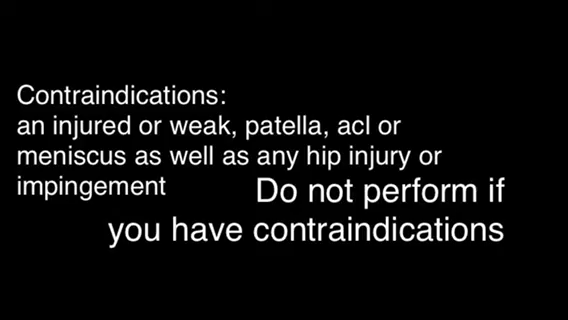 Contraindications:
an injured or weak, patella, acl or
meniscus as well as any hip injury or
impingement
Do not perform if
you have contraindications